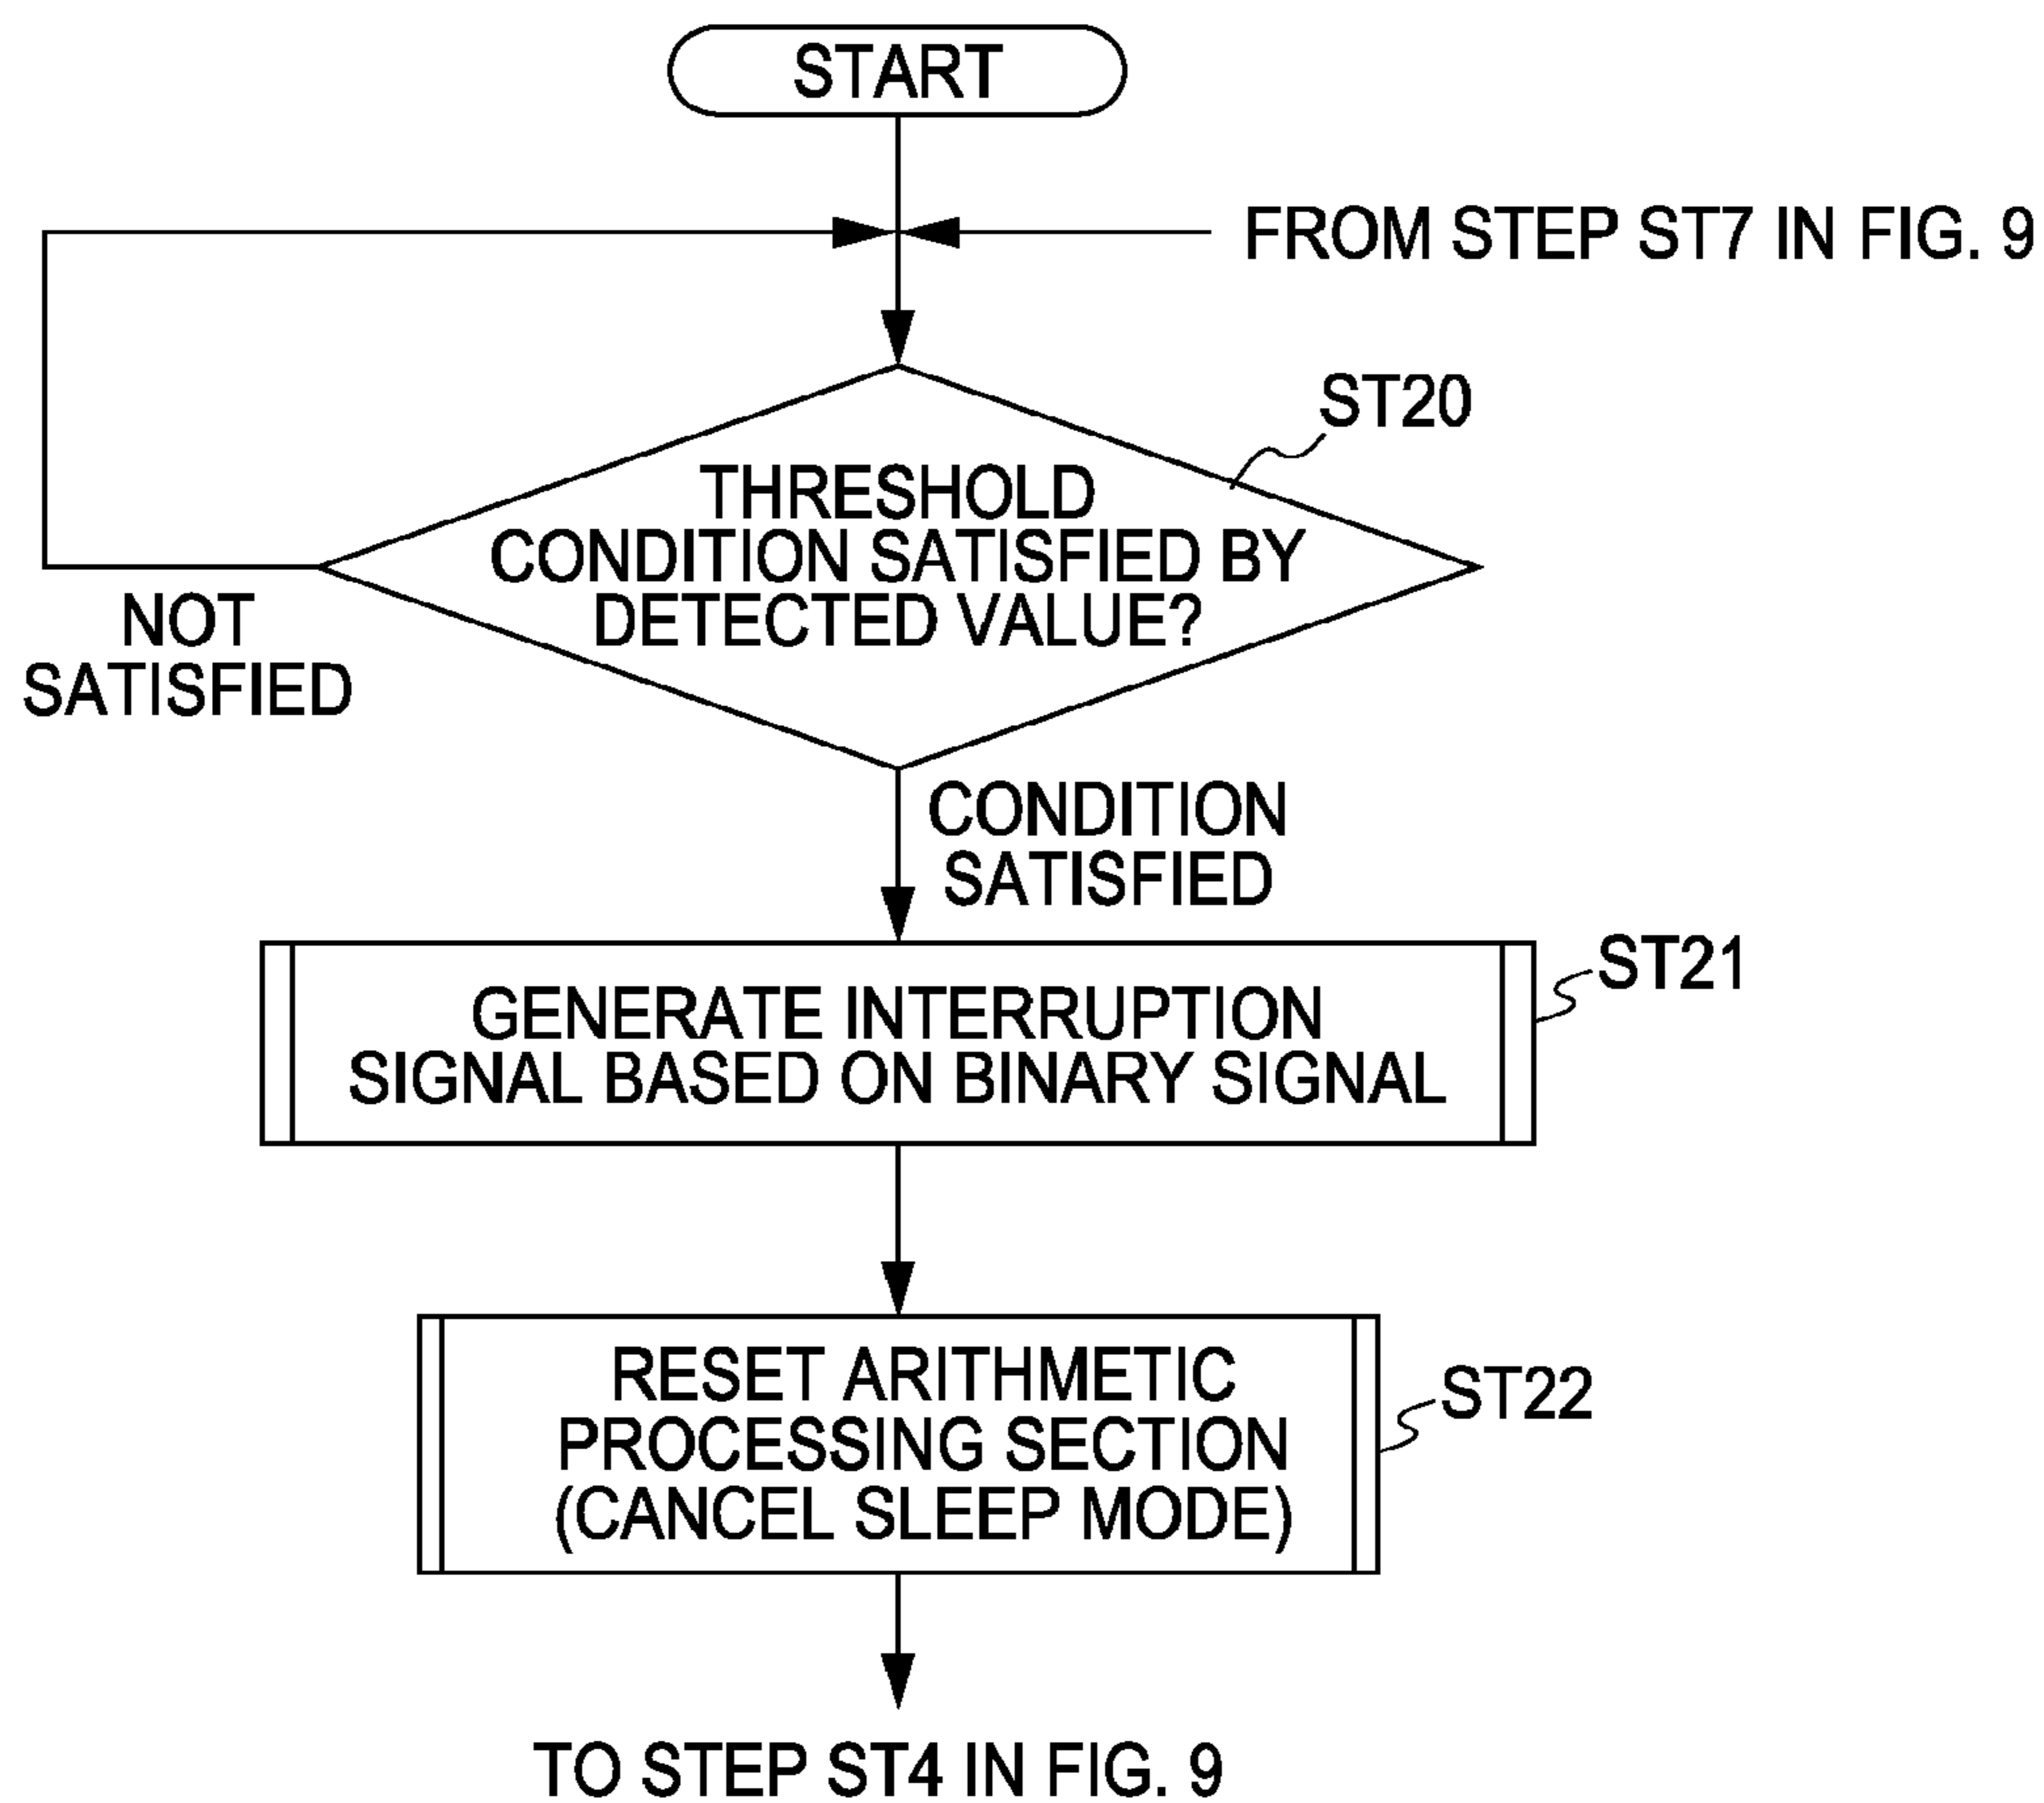 START
FROM STEP ST7 IN FIG. 9
ST20
THRESHOLD
CONDITION SATISFIED BY
DETECTED VALUE?
NOT
SATISFIED
CONDITION
SATISFIED
ST21
GENERATE INTERRUPTION
SIGNAL BASED ON BINARY SIGNAL
RESET ARITHMETIC
PROCESSING SECTION
(CANCEL SLEEP MODE)
ST22
TO STEP ST4 IN FIG. 9